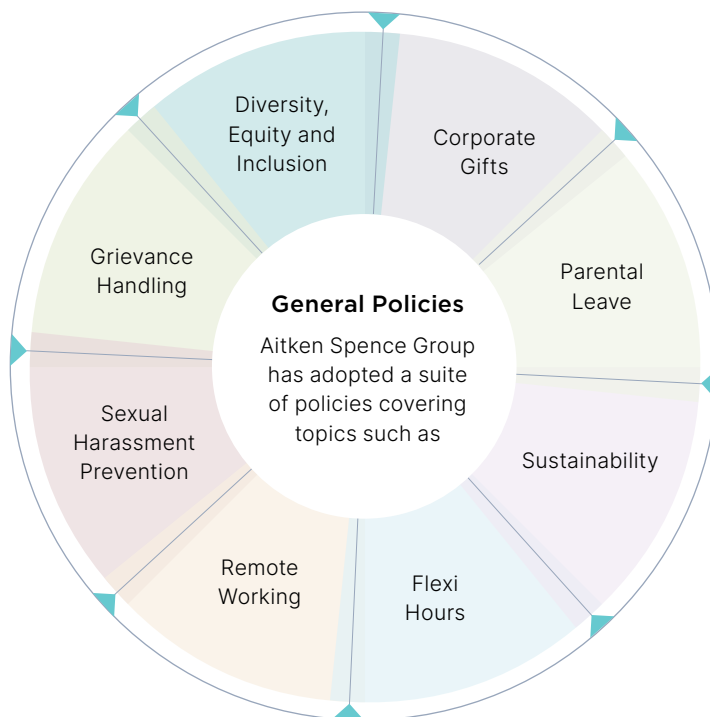 Diversity,
Equity and
Inclusion
Corporate
Gifts
Parental
Leave
Sustainability
Flexi
Hours
Remote
Working
Sexual
Harassment
Prevention
Grievance
Handling
General Policies
Aitken Spence Group
has adopted a suite
of policies covering
topics such as